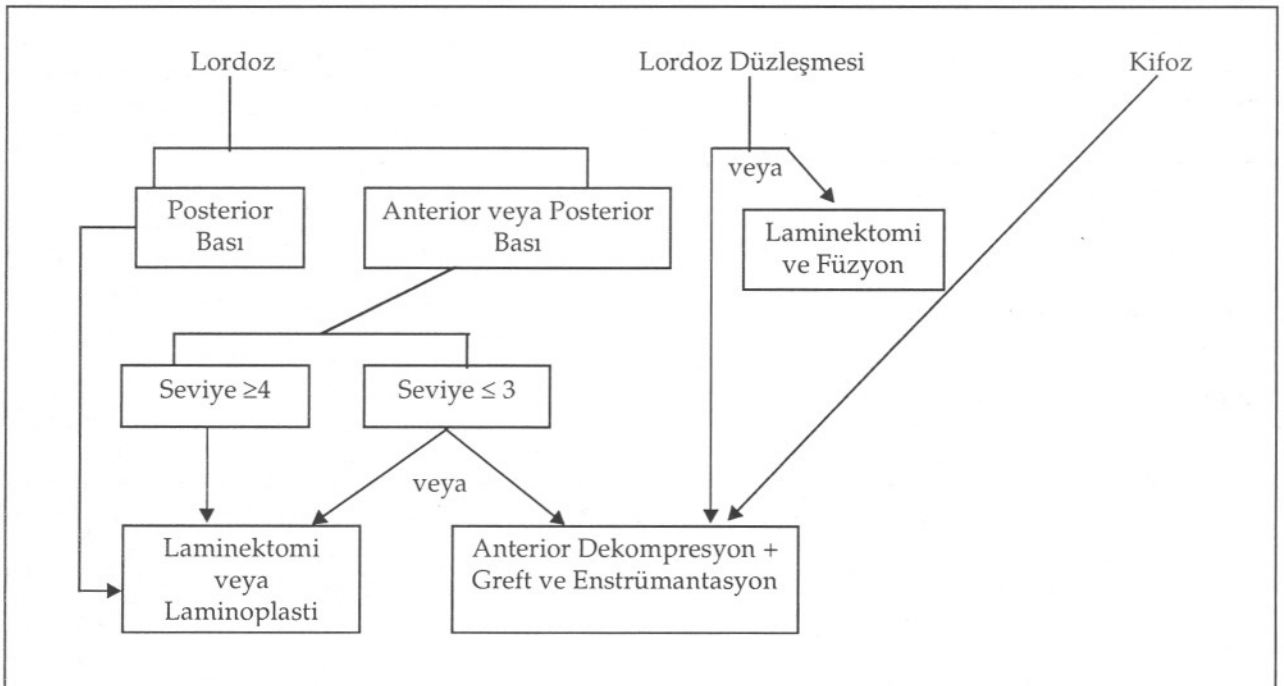 Lordoz
Lordoz Düzleşmesi
Kifoz
veya
Posterior
Bası
Anterior veya Posterior
Bası
Laminektomi
ve Füzyon
Seviye ≥4
Seviye ≤ 3
veya
Laminektomi
veya
Laminoplasti
Anterior Dekompresyon +
Greft ve Enstrümantasyon